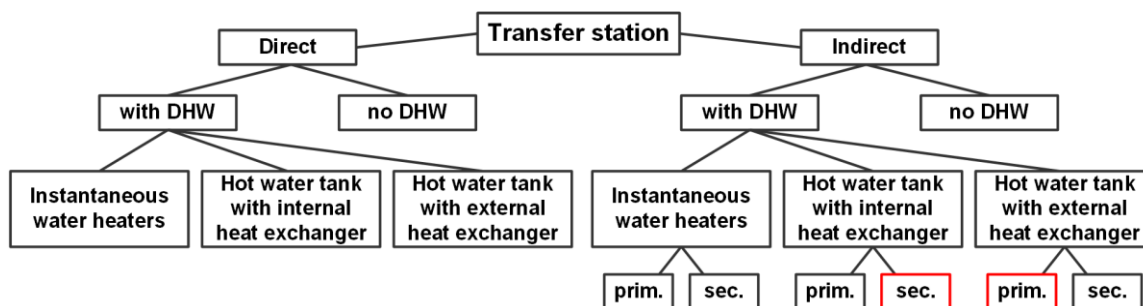 Transfer station
Direct
Indirect
with DHW
no DHW
with DHW
no DHW
Instantaneous
water heaters
Hot water tank
with internal
heat exchanger
Hot water tank
with external
heat exchanger
Instantaneous
water heaters
Hot water tank
with internal
heat exchanger
Hot water tank
with external
heat exchanger
prim.
sec.
prim.
sec.
prim.
sec.